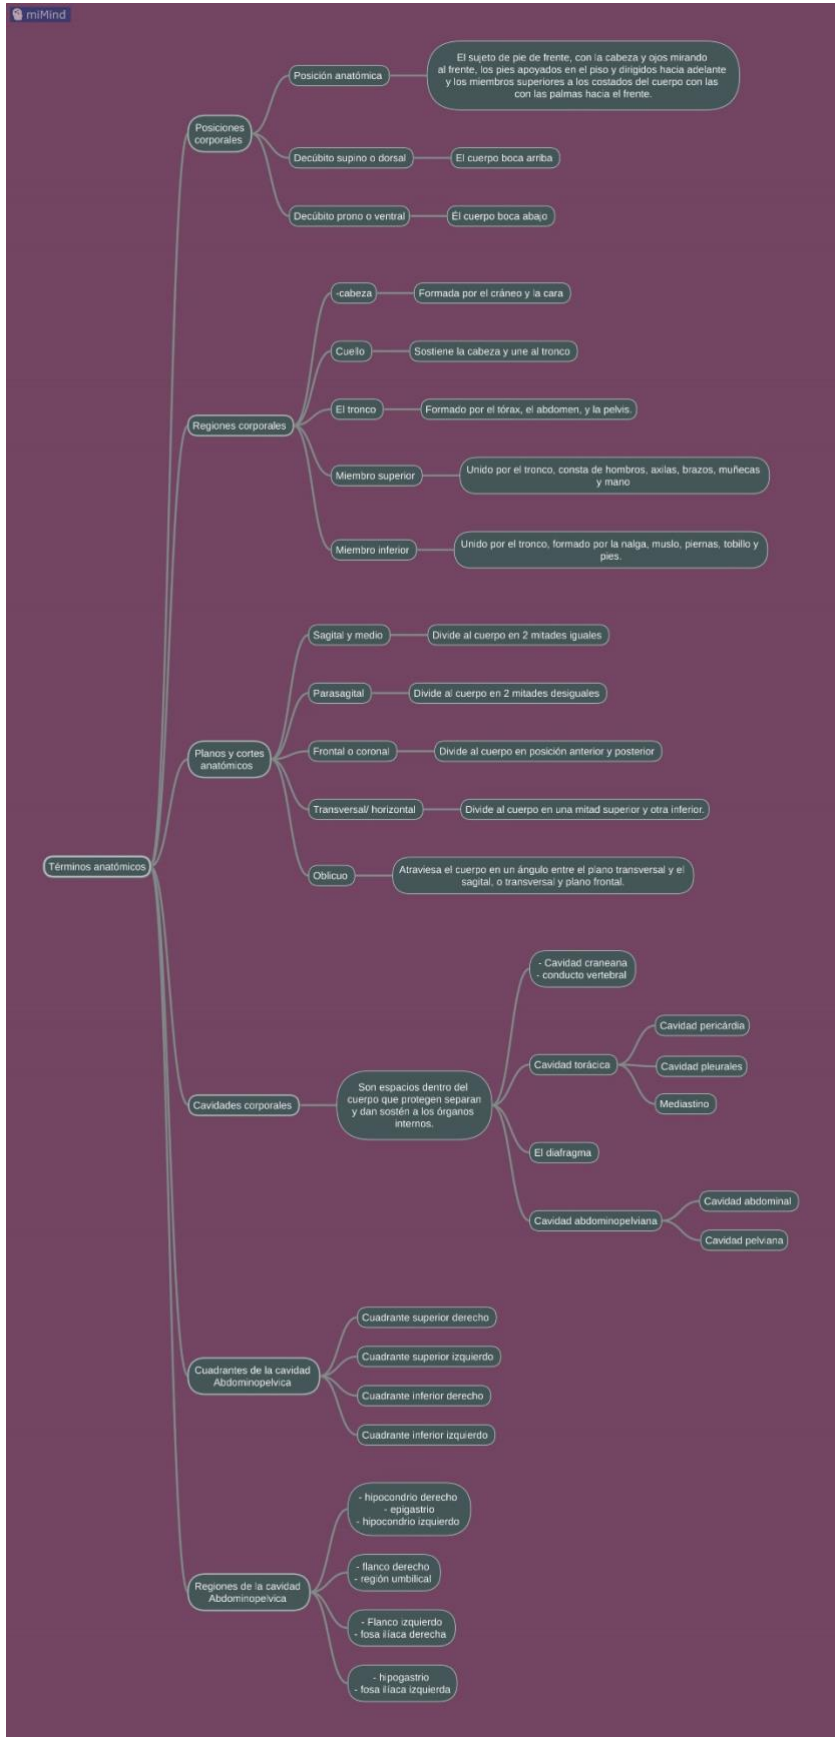 miMind
Términos anatómicos
Posiciones
corporales
Posición anatómica
El sujeto de pie de frente, con la cabeza y ojos mirando
al frente, los pies apoyados en el piso y dirigidos hacia adelante
y los miembros superiores a los costados del cuerpo con las
con las palmas hacia el frente.
Decúbito supino o dorsal
El cuerpo boca arriba
Decúbito prono o ventral
Él cuerpo boca abajo
Regiones corporales
-cabeza
Formada por el cráneo y la cara
Cuello
Sostiene la cabeza y une al tronco
El tronco
Formado por el tórax, el abdomen, y la pelvis.
Miembro superior
Unido por el tronco, consta de hombros, axilas, brazos, muñecas
y mano
Miembro inferior
Unido por el tronco, formado por la nalga, muslo, piernas, tobillo y
pies.
Planos y cortes
anatómicos
Sagital y medio
Divide al cuerpo en 2 mitades iguales
Parasagital
Divide al cuerpo en 2 mitades desiguales
Frontal o coronal
Divide al cuerpo en posición anterior y posterior
Transversal/ horizontal
Divide al cuerpo en una mitad superior y otra inferior.
Oblicuo
Atraviesa el cuerpo en un ángulo entre el plano transversal y el
sagital, o transversal y plano frontal.
Cavidades corporales
Son espacios dentro del
cuerpo que protegen separan
y dan sostén a los órganos
internos.
- Cavidad craneana
- conducto vertebral
Cavidad torácica
Cavidad pericárdia
Cavidad pleurales
Mediastino
El diafragma
Cavidad abdominopelviana
Cavidad abdominal
Cavidad pelviana
Cuadrantes de la cavidad
Abdominopelvica
Cuadrante superior derecho
Cuadrante superior izquierdo
Cuadrante inferior derecho
Cuadrante inferior izquierdo
Regiones de la cavidad
Abdominopelvica
- hipocondrio derecho
- epigastrio
- hipocondrio izquierdo
- flanco derecho
- región umbilical
- Flanco izquierdo
- fosa ilíaca derecha
- hipogastrio
- fosa ilíaca izquierda